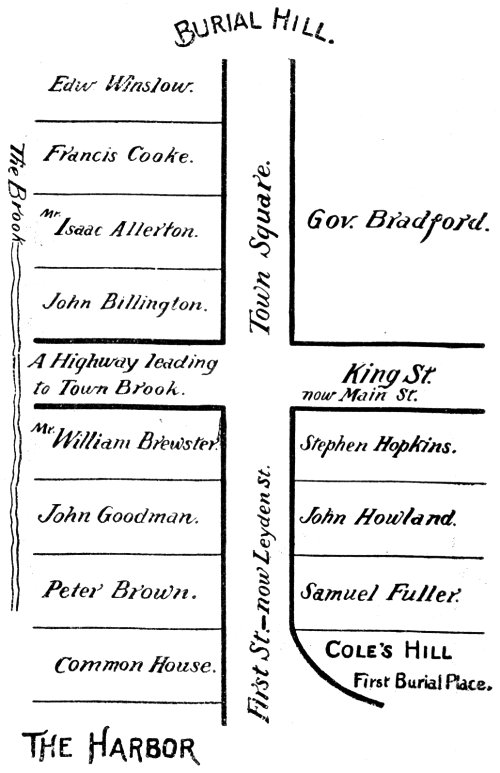 BURIAL HILL.
Edw Winslow.
Francis Cooke.
Mr. Isaac Allerton.
John Billington.
The Brook
Town Square.
Gov. Bradford.
A Highway leading
to Town Brook.
King St.
now Main St.
Mr. William Brewster.
John Goodman.
Peter Brown.
Common House.
First St.–now Leyden St.
Stephen Hopkins.
John Howland.
Samuel Fuller.
COLE'S HILL
First Burial Place.
THE HARBOR